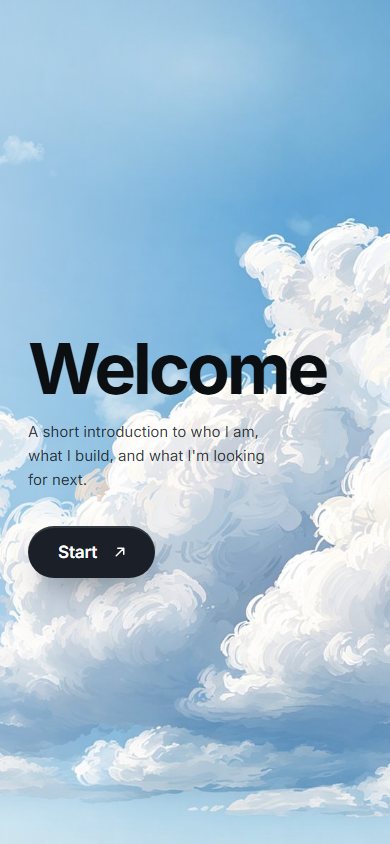 Welcome
A short introduction to who I am,
what I build, and what I'm looking
for next.
Start